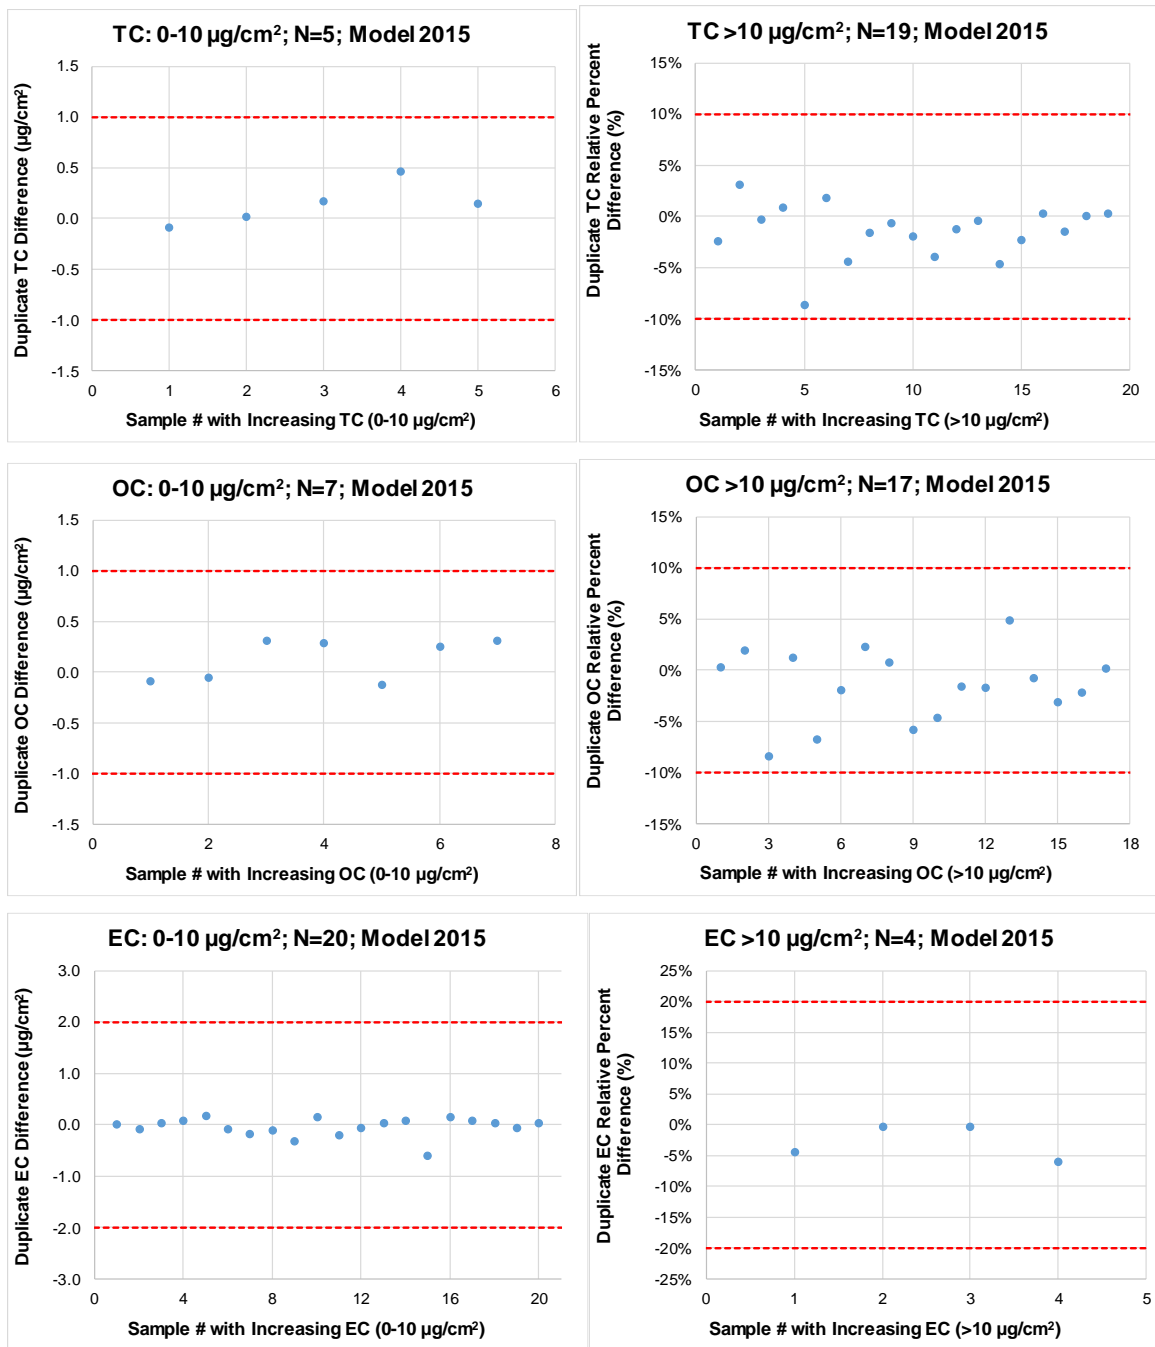 TC: 0-10 µg/cm²; N=5; Model 2015
Duplicate TC Difference (µg/cm²)
1.5
1.0
0.5
0.0
-0.5
-1.0
-1.5
0 1 2 3 4 5 6
Sample # with Increasing TC (0-10 µg/cm²)
TC >10 µg/cm²; N=19; Model 2015
Duplicate TC Relative Percent
Difference (%)
15%
10%
5%
0%
-5%
-10%
-15%
0 5 10 15 20
Sample # with Increasing TC (>10 µg/cm²)
OC: 0-10 µg/cm²; N=7; Model 2015
Duplicate OC Difference (µg/cm²)
1.5
1.0
0.5
0.0
-0.5
-1.0
-1.5
0 2 4 6 8
Sample # with Increasing OC (0-10 µg/cm²)
OC >10 µg/cm²; N=17; Model 2015
Duplicate OC Relative Percent
Difference (%)
15%
10%
5%
0%
-5%
-10%
-15%
0 3 6 9 12 15 18
Sample # with Increasing OC (>10 µg/cm²)
EC: 0-10 µg/cm²; N=20; Model 2015
Duplicate EC Difference (µg/cm²)
3.0
2.0
1.0
0.0
-1.0
-2.0
-3.0
0 4 8 12 16 20
Sample # with Increasing EC (0-10 µg/cm²)
EC >10 µg/cm²; N=4; Model 2015
Duplicate EC Relative Percent
Difference (%)
25%
20%
15%
10%
5%
0%
-5%
-10%
-15%
-20%
-25%
0 1 2 3 4 5
Sample # with Increasing EC (>10 µg/cm²)